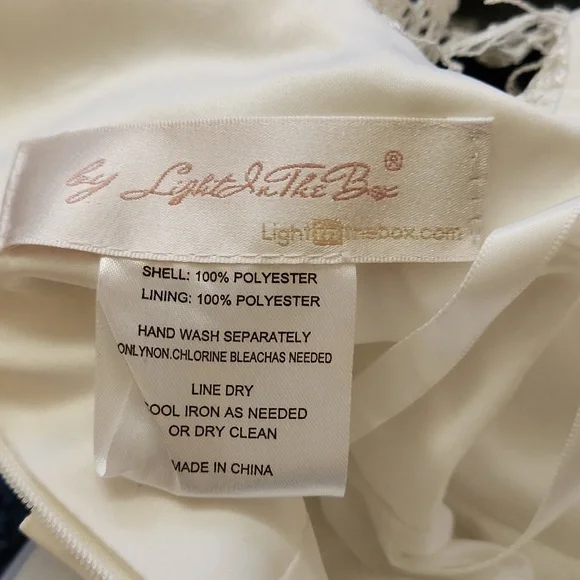 by LightInTheBox®
Lightinthebox.com
SHELL: 100% POLYESTER
LINING: 100% POLYESTER
HAND WASH SEPARATELY
ONLYNON.CHLORINE BLEACHAS NEEDED
LINE DRY
COOL IRON AS NEEDED
OR DRY CLEAN
MADE IN CHINA